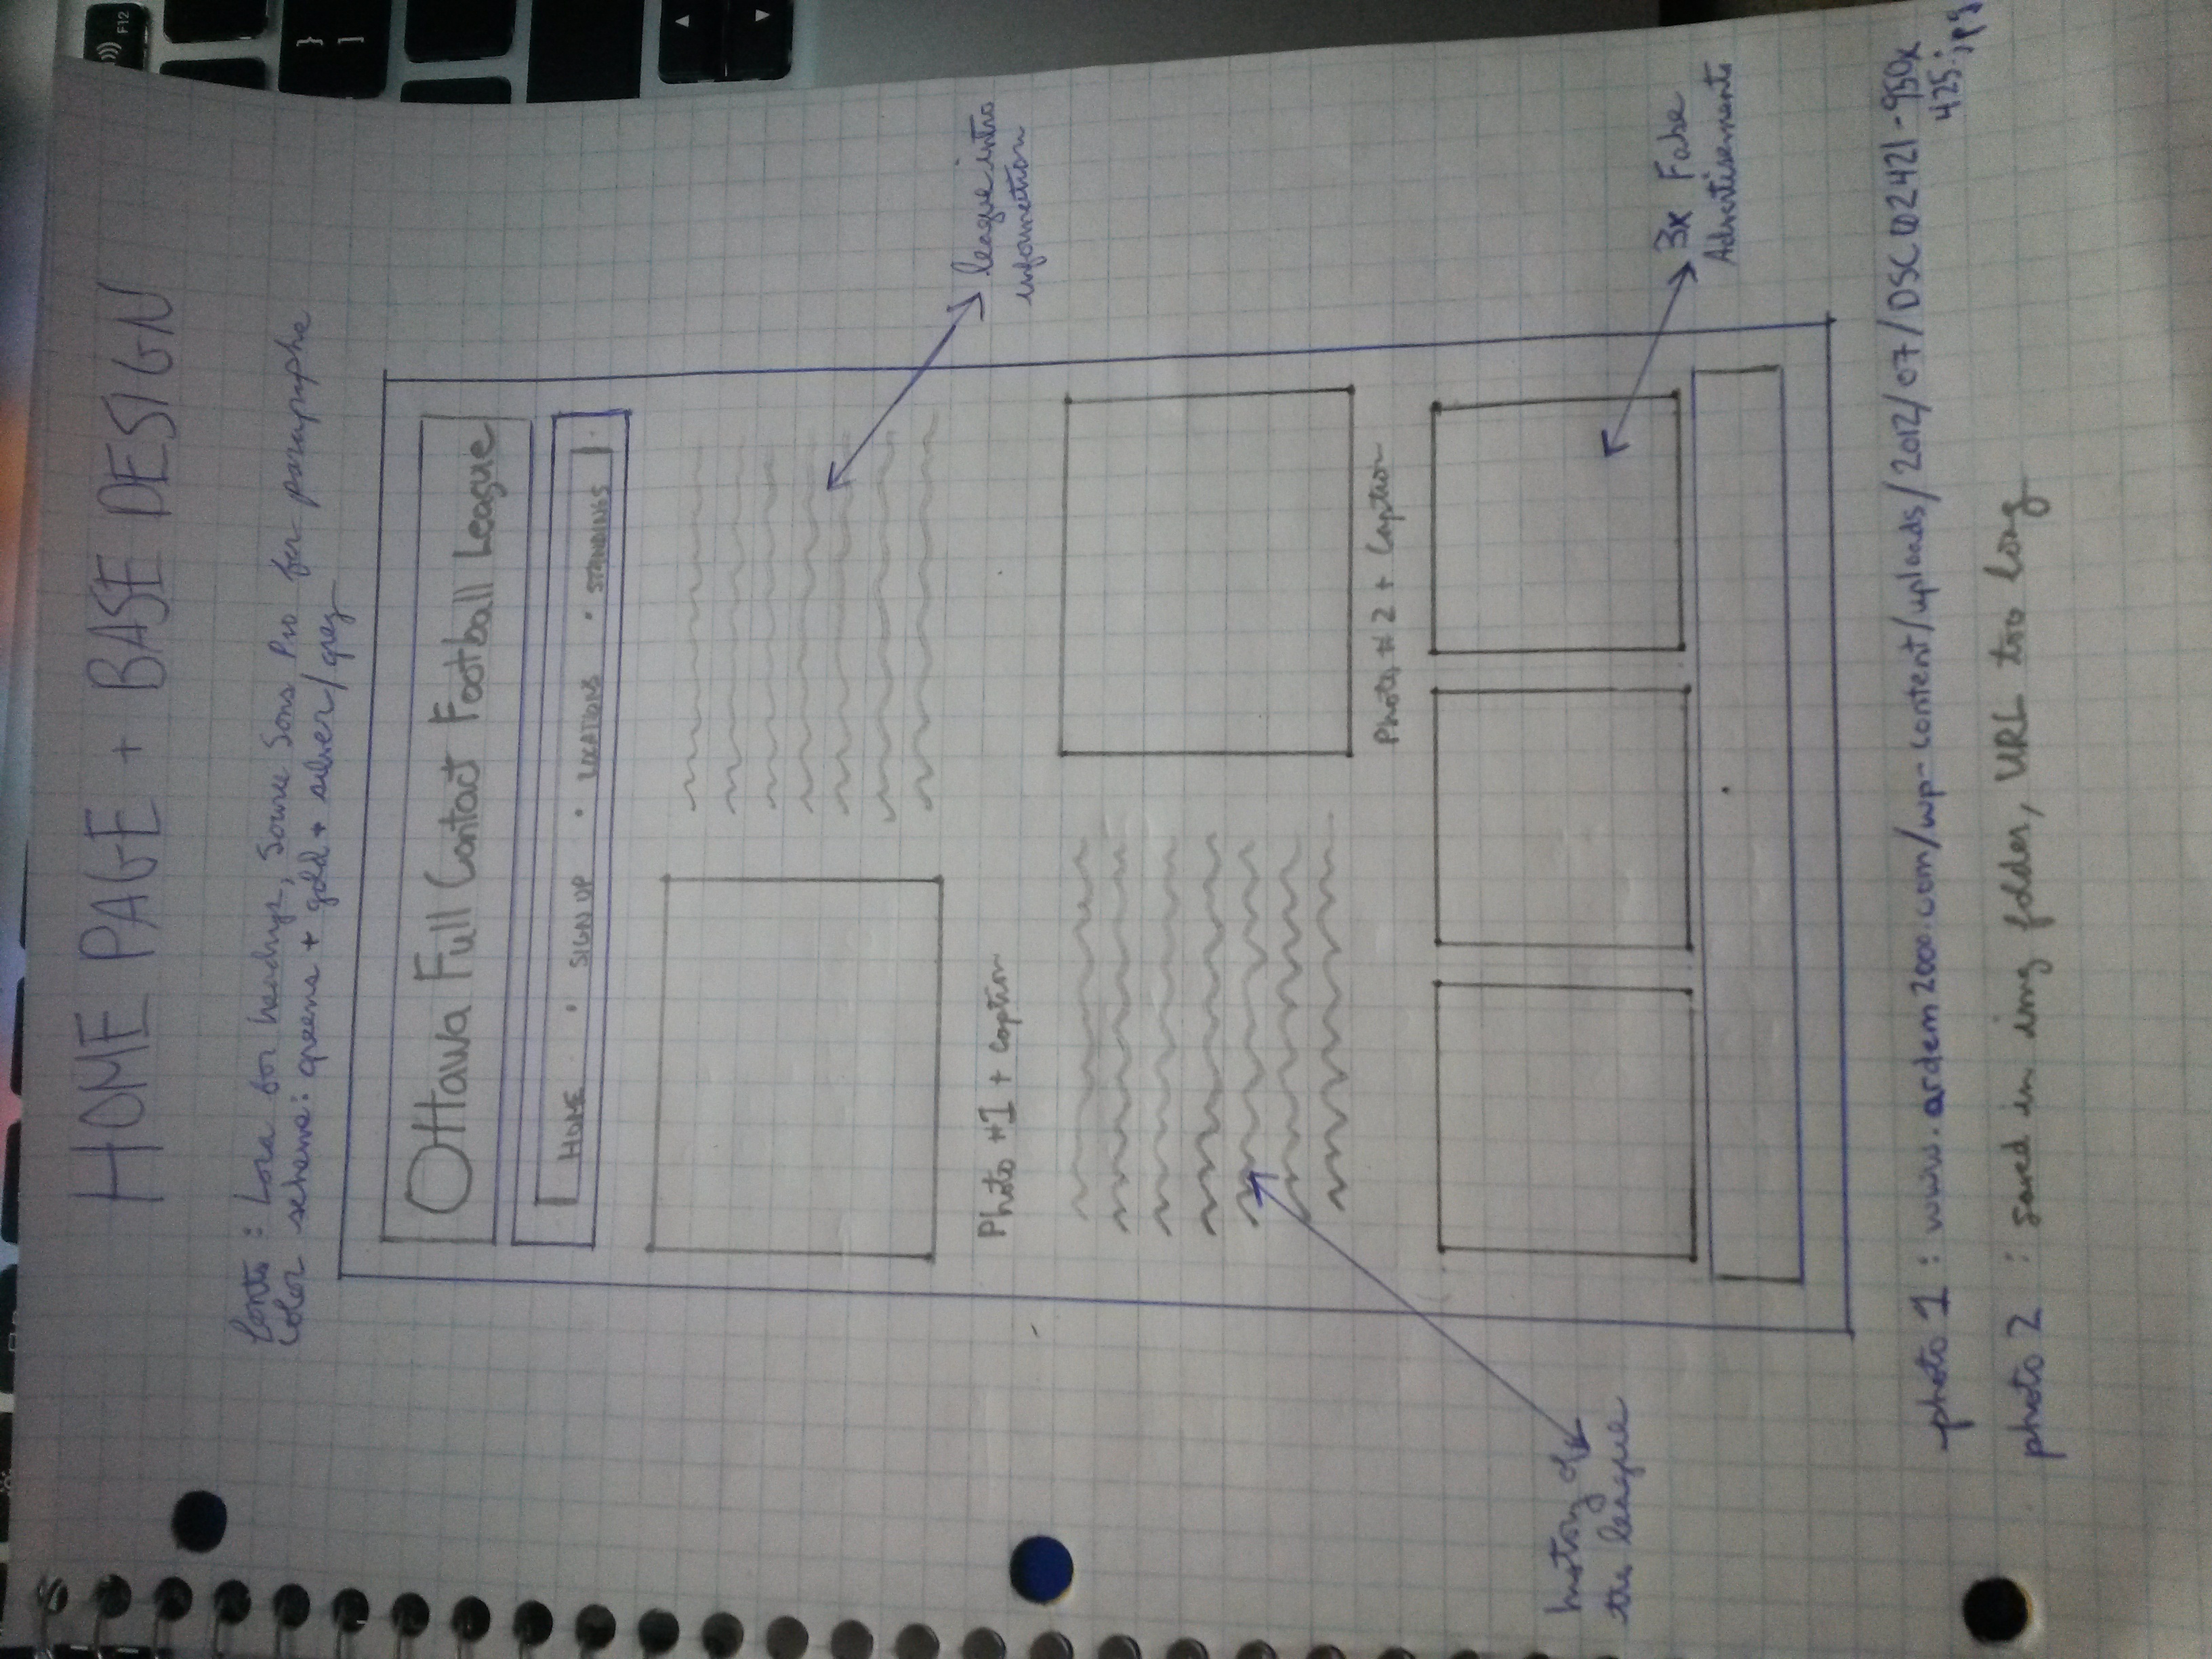 HOME PAGE + BASE DESIGN
fonts : Lora for headings, Source Sans Pro for paragraphs
color schema: greens + gold + silver/grey
Ottawa Full Contact Football League
HOME • SIGN UP • LOCATIONS • STANDINGS
league intro
information
Photo #1 + caption
Photo #2 + Caption
history of
the league
3x Fake
Advertisements
photo 1 : www.ardem2000.com/wp-content/uploads/2012/07/DSC02421-950x
425.jpg
photo 2 : saved in img folder, URL too long
F12
}
]